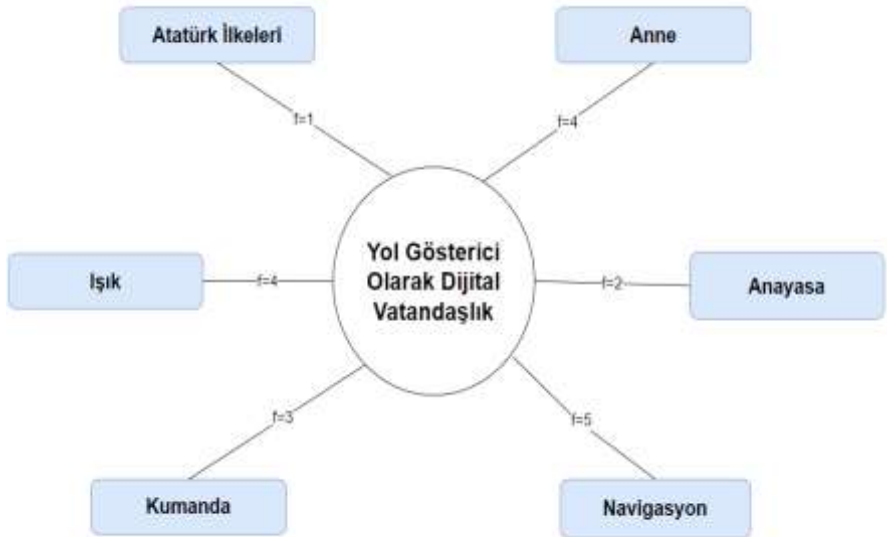 Atatürk İlkeleri
Anne
f=1
f=4
Yol Gösterici
Olarak Dijital
Vatandaşlık
Işık
f=4
f=2
Anayasa
f=3
f=5
Kumanda
Navigasyon